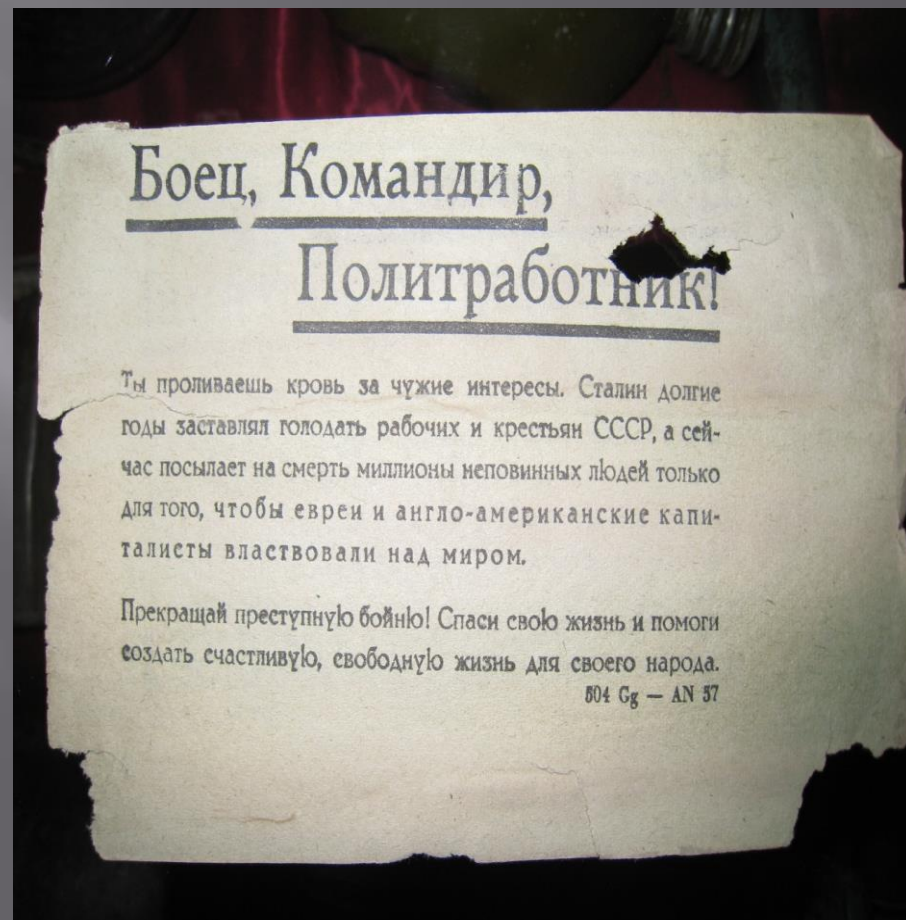 Боец, Командир,
Политработник!
Ты проливаешь кровь за чужие интересы. Сталин долгие
годы заставлял голодать рабочих и крестьян СССР, а сей-
час посылает на смерть миллионы неповинных людей только
для того, чтобы евреи и англо-американские капи-
талисты властвовали над миром.
Прекращай преступную бойню! Спаси свою жизнь и помоги
создать счастливую, свободную жизнь для своего народа.
504 Gg — AN 37